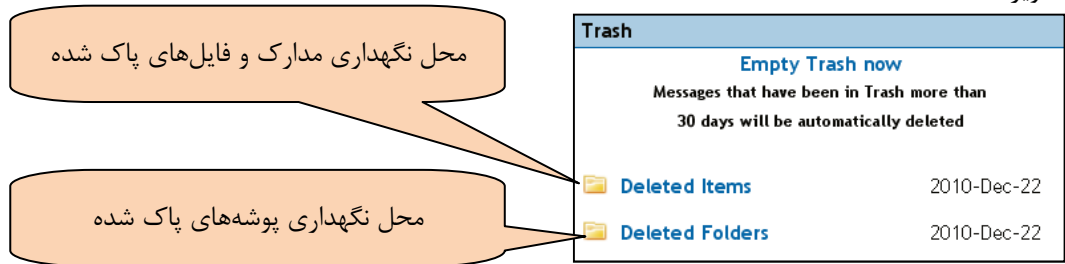 محل نگهداری مدارک و فایل‌های پاک شده
Trash
Empty Trash now
Messages that have been in Trash more than
30 days will be automatically deleted
Deleted Items 2010-Dec-22
محل نگهداری پوشه‌های پاک شده
Deleted Folders 2010-Dec-22